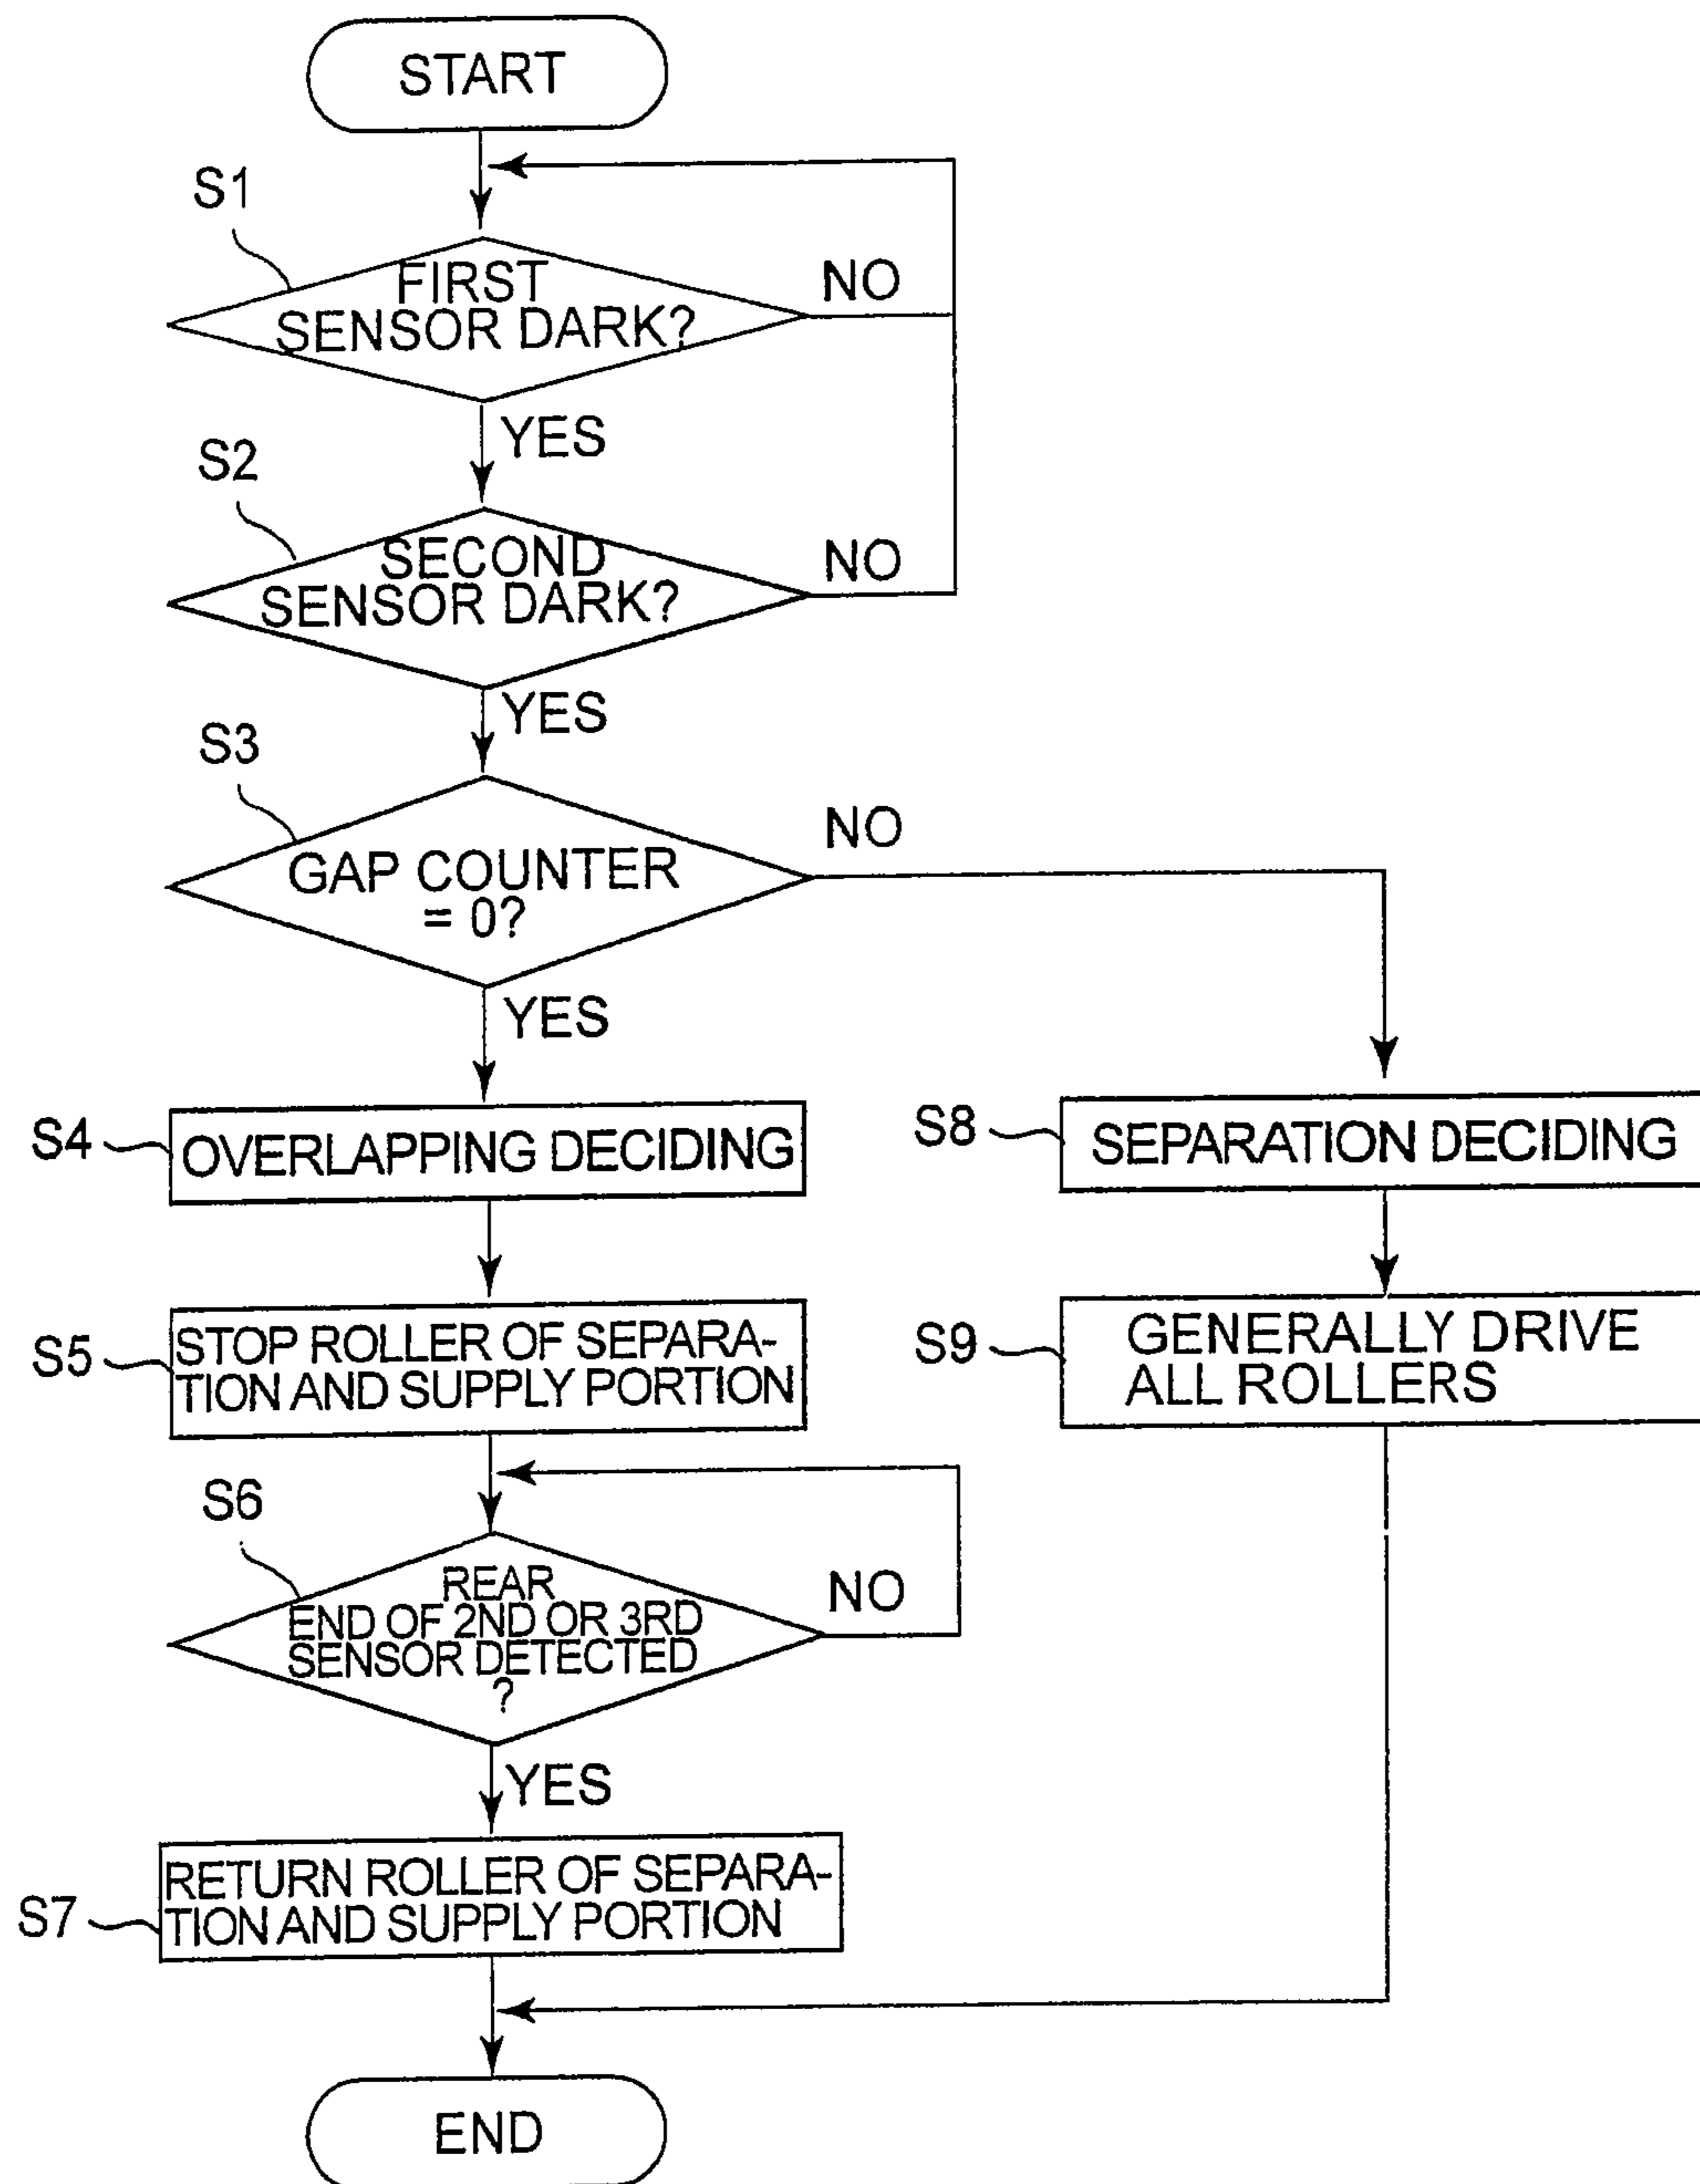 START
S1
FIRST
SENSOR DARK?
NO
YES
S2
SECOND
SENSOR DARK?
NO
YES
S3
GAP COUNTER
= 0?
NO
YES
S4
OVERLAPPING DECIDING
S8
SEPARATION DECIDING
S5
STOP ROLLER OF SEPARA-
TION AND SUPPLY PORTION
S9
GENERALLY DRIVE
ALL ROLLERS
S6
REAR
END OF 2ND OR 3RD
SENSOR DETECTED
?
NO
YES
S7
RETURN ROLLER OF SEPARA-
TION AND SUPPLY PORTION
END